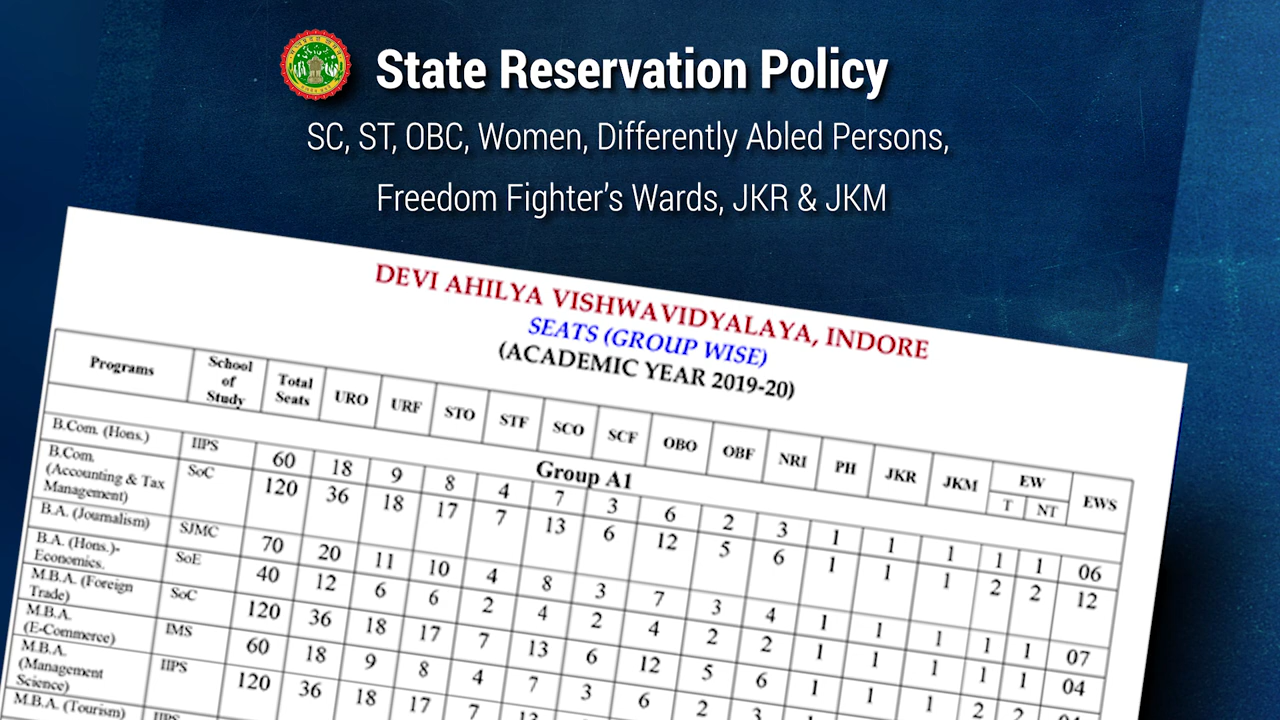 State Reservation Policy
SC, ST, OBC, Women, Differently Abled Persons,
Freedom Fighter’s Wards, JKR & JKM
DEVI AHILYA VISHWAVIDYALAYA, INDORE
SEATS (GROUP WISE)
(ACADEMIC YEAR 2019-20)
Programs School of Study Total Seats URO URF STO STF SCO SCF OBO OBF NRI PH JKR JKM EW T NT EWS
Group A1
B.Com. (Hons.) IIPS 60 18 9 8 4 7 3 6 2 3 1 1 1 1 1 06
B.Com. (Accounting & Tax Management) SoC 120 36 18 17 7 13 6 12 5 6 1 1 1 2 2 12
B.A. (Journalism) SJMC 70 20 11 10 4 8 3 7 3 4 1 1 1 1 1 07
B.A. (Hons.)- Economics. SoE 40 12 6 6 2 4 2 4 2 2 1 1 1 1 1 04
M.B.A. (Foreign Trade) SoC 120 36 18 17 7 13 6 12 5 6 1 1 1 2 2
M.B.A. (E-Commerce) IMS 60 18 9 8 4 7 3 6 2 3
M.B.A. (Management Science) IIPS 120 36 18 17 7 13
M.B.A. (Tourism) IIPS